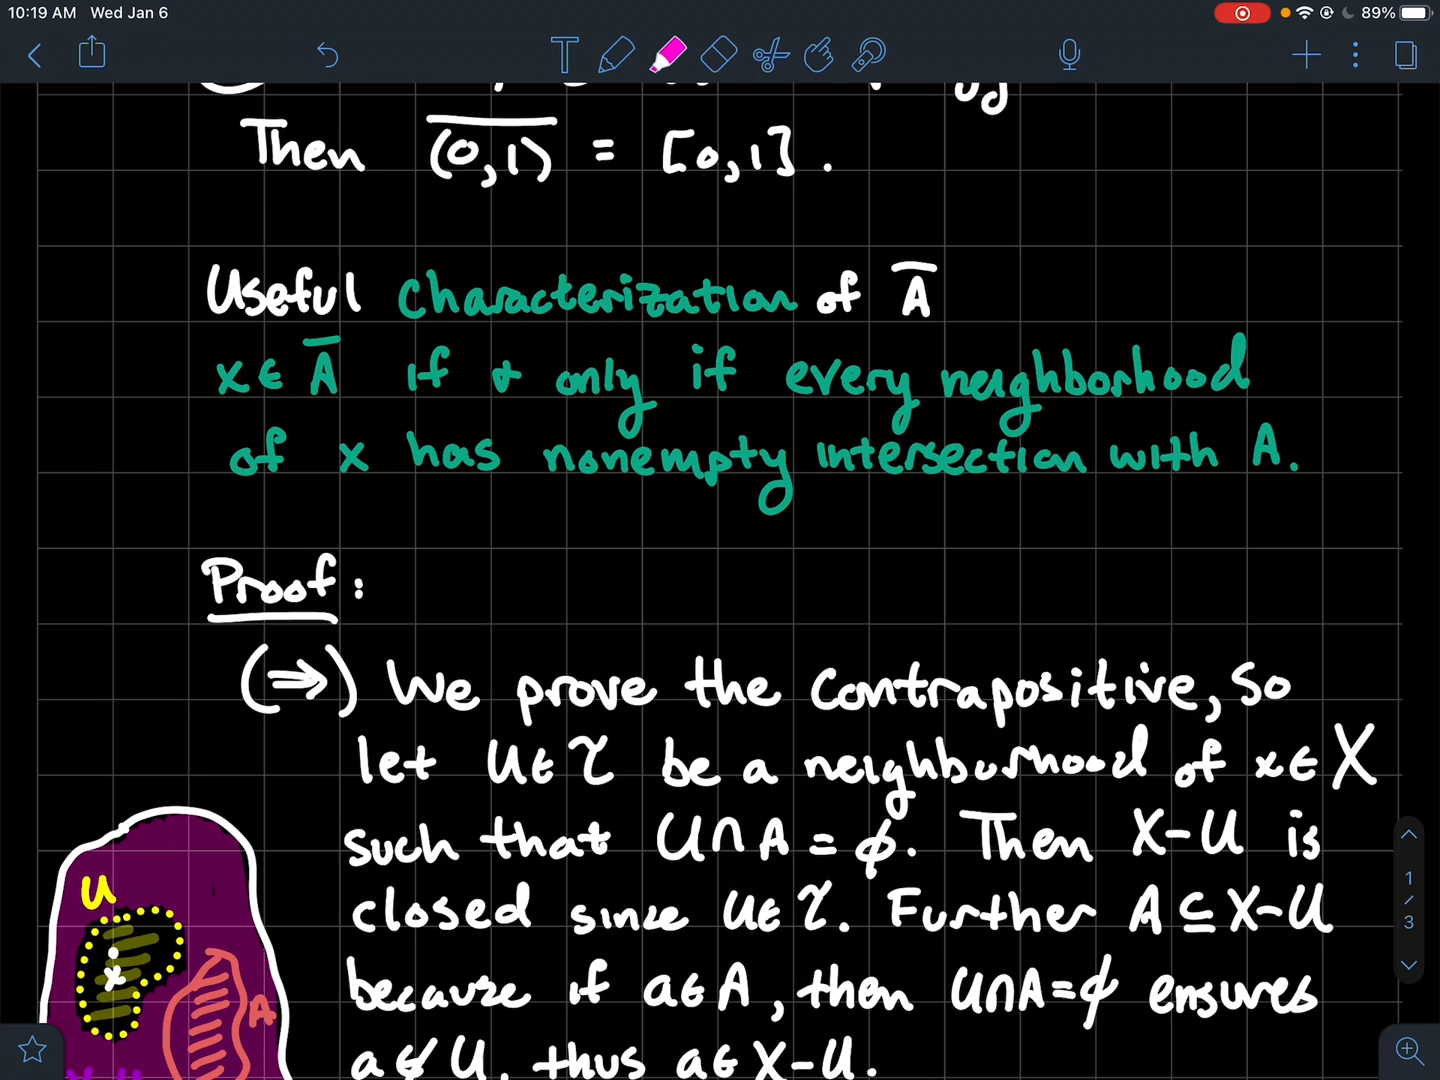 10:19 AM Wed Jan 6
89%
Then (0,1)̅ = [0,1].
Useful Characterization of A̅
x ∈ A̅ if & only if every neighborhood
of x has nonempty intersection with A.
Proof:
(⇒) We prove the contrapositive, so
let U ∈ τ be a neighborhood of x ∈ X
such that U ∩ A = ϕ. Then X-U is
closed since U ∈ τ. Further A ⊆ X-U
because if a ∈ A, then U ∩ A = ϕ ensures
a ∉ U, thus a ∈ X-U.
U
x
A
1
/
3